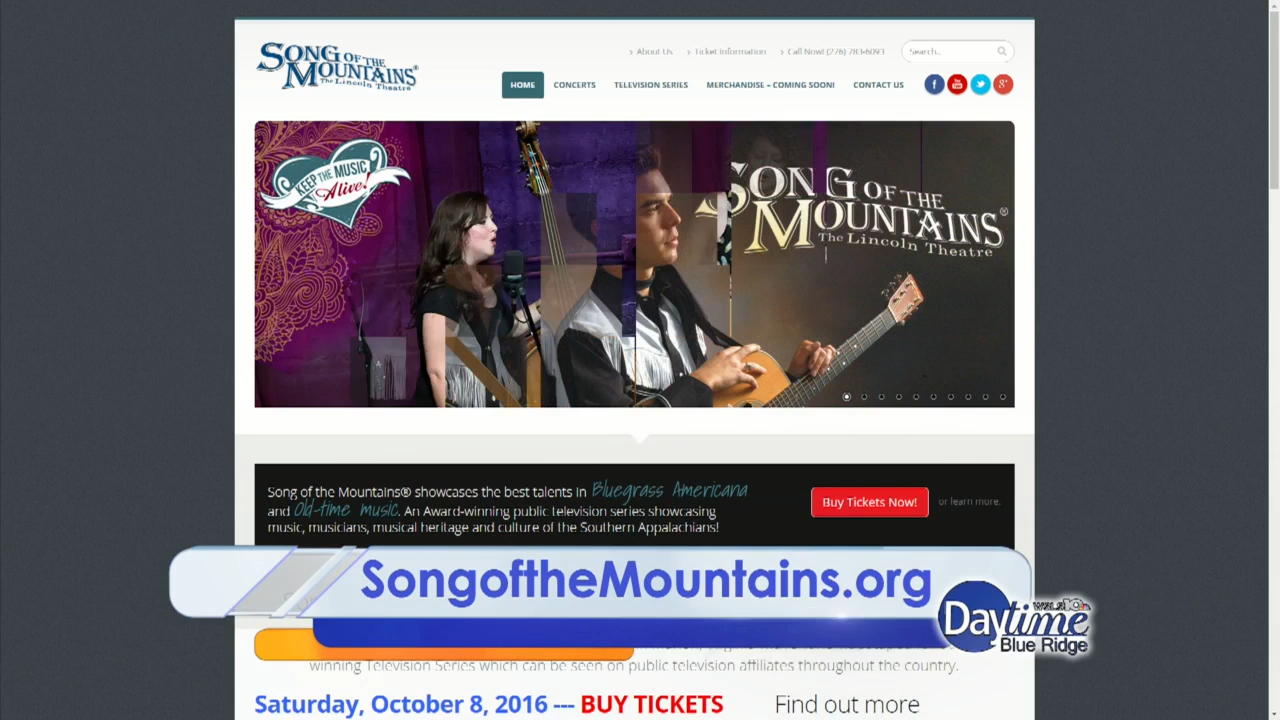 SONG OF THE
MOUNTAINS®
The Lincoln Theatre
About Us
Ticket Information
Call Now! (276) 783-6093
Search..
HOME
CONCERTS
TELEVISION SERIES
MERCHANDISE – COMING SOON!
CONTACT US
KEEP THE MUSIC
Alive!
SONG OF THE
MOUNTAINS®
The Lincoln Theatre
Song of the Mountains® showcases the best talents in Bluegrass Americana
and Old-time music. An Award-winning public television series showcasing
music, musicians, musical heritage and culture of the Southern Appalachians!
Buy Tickets Now!
or learn more.
SongoftheMountains.org
Daytime
Blue Ridge
winning Television Series which can be seen on public television affiliates throughout the country.
Saturday, October 8, 2016 --- BUY TICKETS
Find out more